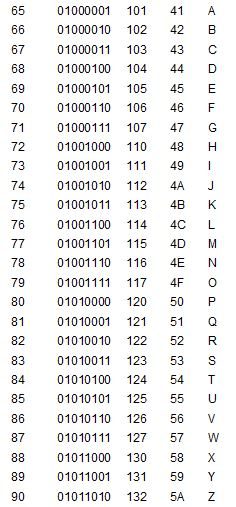 65 01000001 101 41 A
66 01000010 102 42 B
67 01000011 103 43 C
68 01000100 104 44 D
69 01000101 105 45 E
70 01000110 106 46 F
71 01000111 107 47 G
72 01001000 110 48 H
73 01001001 111 49 I
74 01001010 112 4A J
75 01001011 113 4B K
76 01001100 114 4C L
77 01001101 115 4D M
78 01001110 116 4E N
79 01001111 117 4F O
80 01010000 120 50 P
81 01010001 121 51 Q
82 01010010 122 52 R
83 01010011 123 53 S
84 01010100 124 54 T
85 01010101 125 55 U
86 01010110 126 56 V
87 01010111 127 57 W
88 01011000 130 58 X
89 01011001 131 59 Y
90 01011010 132 5A Z